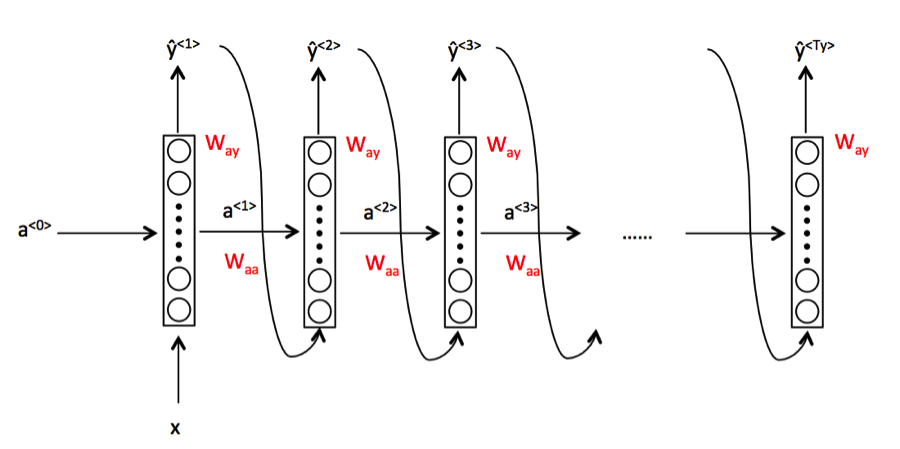 ŷ<1> ŷ<2> ŷ<3> ŷ<Ty>
Way Way Way Way
a<0> a<1> a<2> a<3> ......
Waa Waa Waa
x